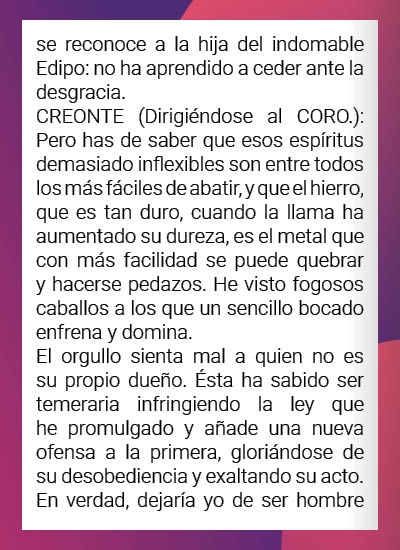 se reconoce a la hija del indomable
Edipo: no ha aprendido a ceder ante la
desgracia.
CREONTE (Dirigiéndose al CORO.):
Pero has de saber que esos espíritus
demasiado inflexibles son entre todos
los más fáciles de abatir, y que el hierro,
que es tan duro, cuando la llama ha
aumentado su dureza, es el metal que
con más facilidad se puede quebrar
y hacerse pedazos. He visto fogosos
caballos a los que un sencillo bocado
enfrena y domina.
El orgullo sienta mal a quien no es
su propio dueño. Ésta ha sabido ser
temeraria infringiendo la ley que
he promulgado y añade una nueva
ofensa a la primera, gloriándose de
su desobediencia y exaltando su acto.
En verdad, dejaría yo de ser hombre